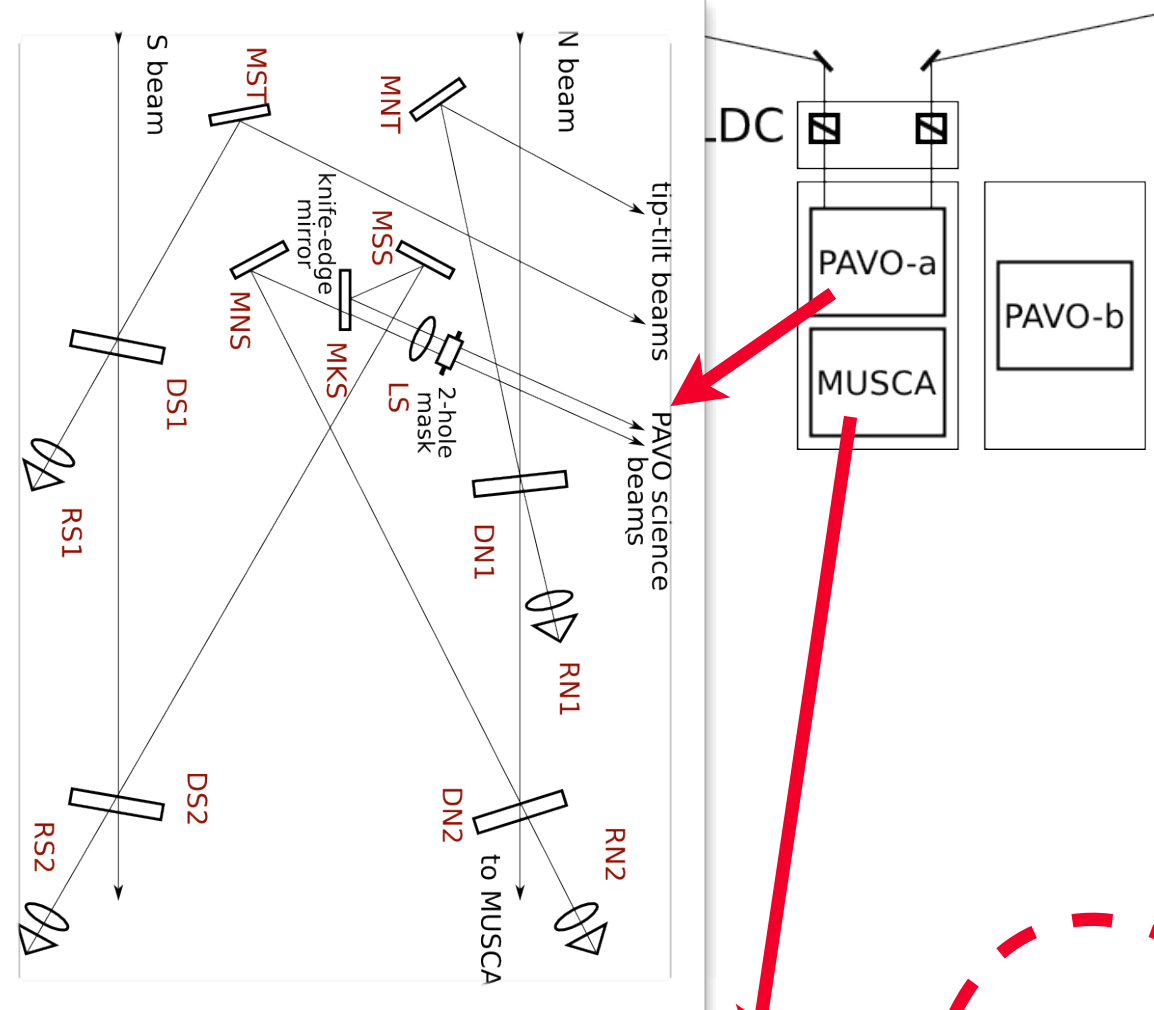 S beam
N beam
MST
MNT
tip-tilt beams
knife-edge
mirror
MSS
MNS
MKS
LS
2-hole
mask
DS1
RS1
PAVO science
beams
DN1
RN1
DS2
RS2
DN2
RN2
to MUSCA
LDC
PAVO-a
MUSCA
PAVO-b